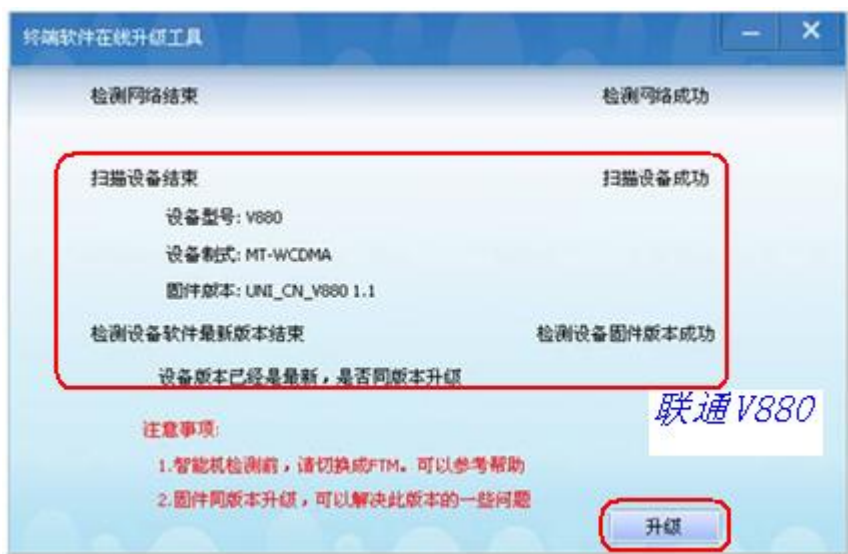 终端软件在线升级工具
检测网络结束 检测网络成功
扫描设备结束 扫描设备成功
设备型号: V880
设备制式: MT-WCDMA
固件版本: UNI_CN_V880 1.1
检测设备软件最新版本结束 检测设备固件版本成功
设备版本已经是最新，是否同版本升级
联通V880
注意事项:
1.智能机检测前，请切换成FTM。可以参考帮助
2.固件同版本升级，可以解决此版本的一些问题
升级